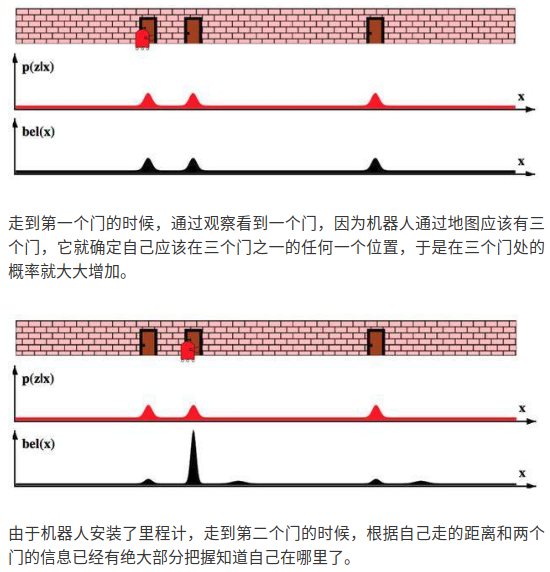 p(z|x)
x
bel(x)
x
走到第一个门的时候，通过观察看到一个门，因为机器人通过地图应该有三
个门，它就确定自己应该在三个门之一的任何一个位置，于是在三个门处的
概率就大大增加。
p(z|x)
x
bel(x)
x
由于机器人安装了里程计，走到第二个门的时候，根据自己走的距离和两个
门的信息已经有绝大部分把握知道自己在哪里了。